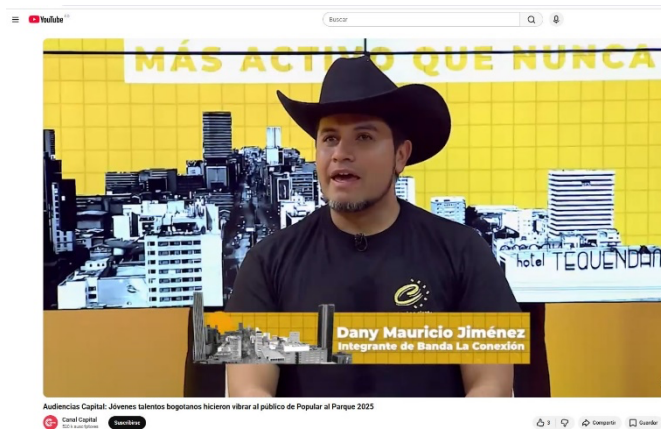 YouTube
Buscar
MÁS ACTIVO QUE NUNCA
hotel TEQUENDAM
Dany Mauricio Jiménez
Integrante de Banda La Conexión
Audiencias Capital: Jóvenes talentos bogotanos hicieron vibrar al público de Popular al Parque 2025
Canal Capital
Suscribirse
3
Compartir
Guardar